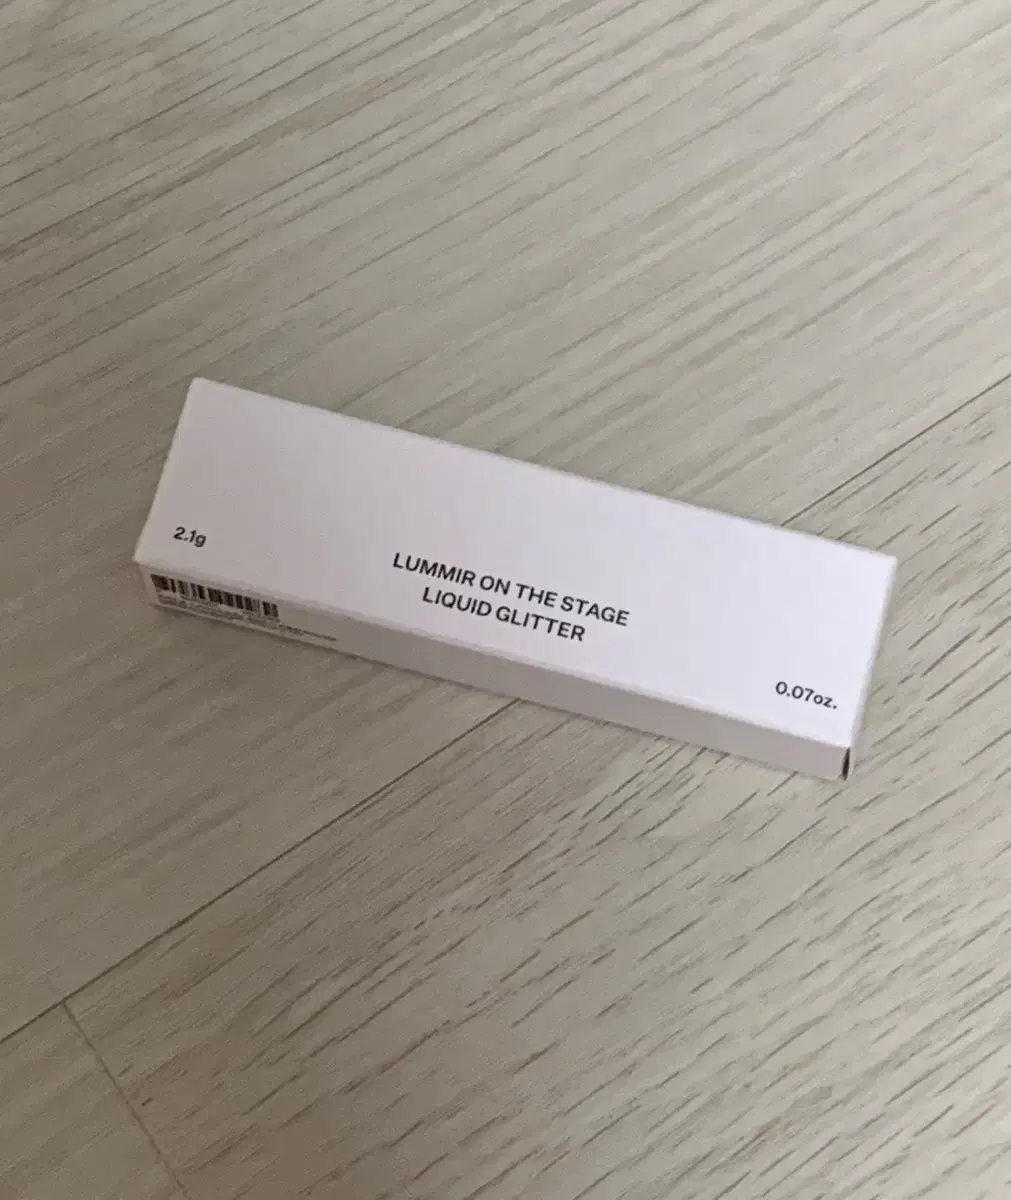 2.1g
LUMMIR ON THE STAGE
LIQUID GLITTER
0.07oz.